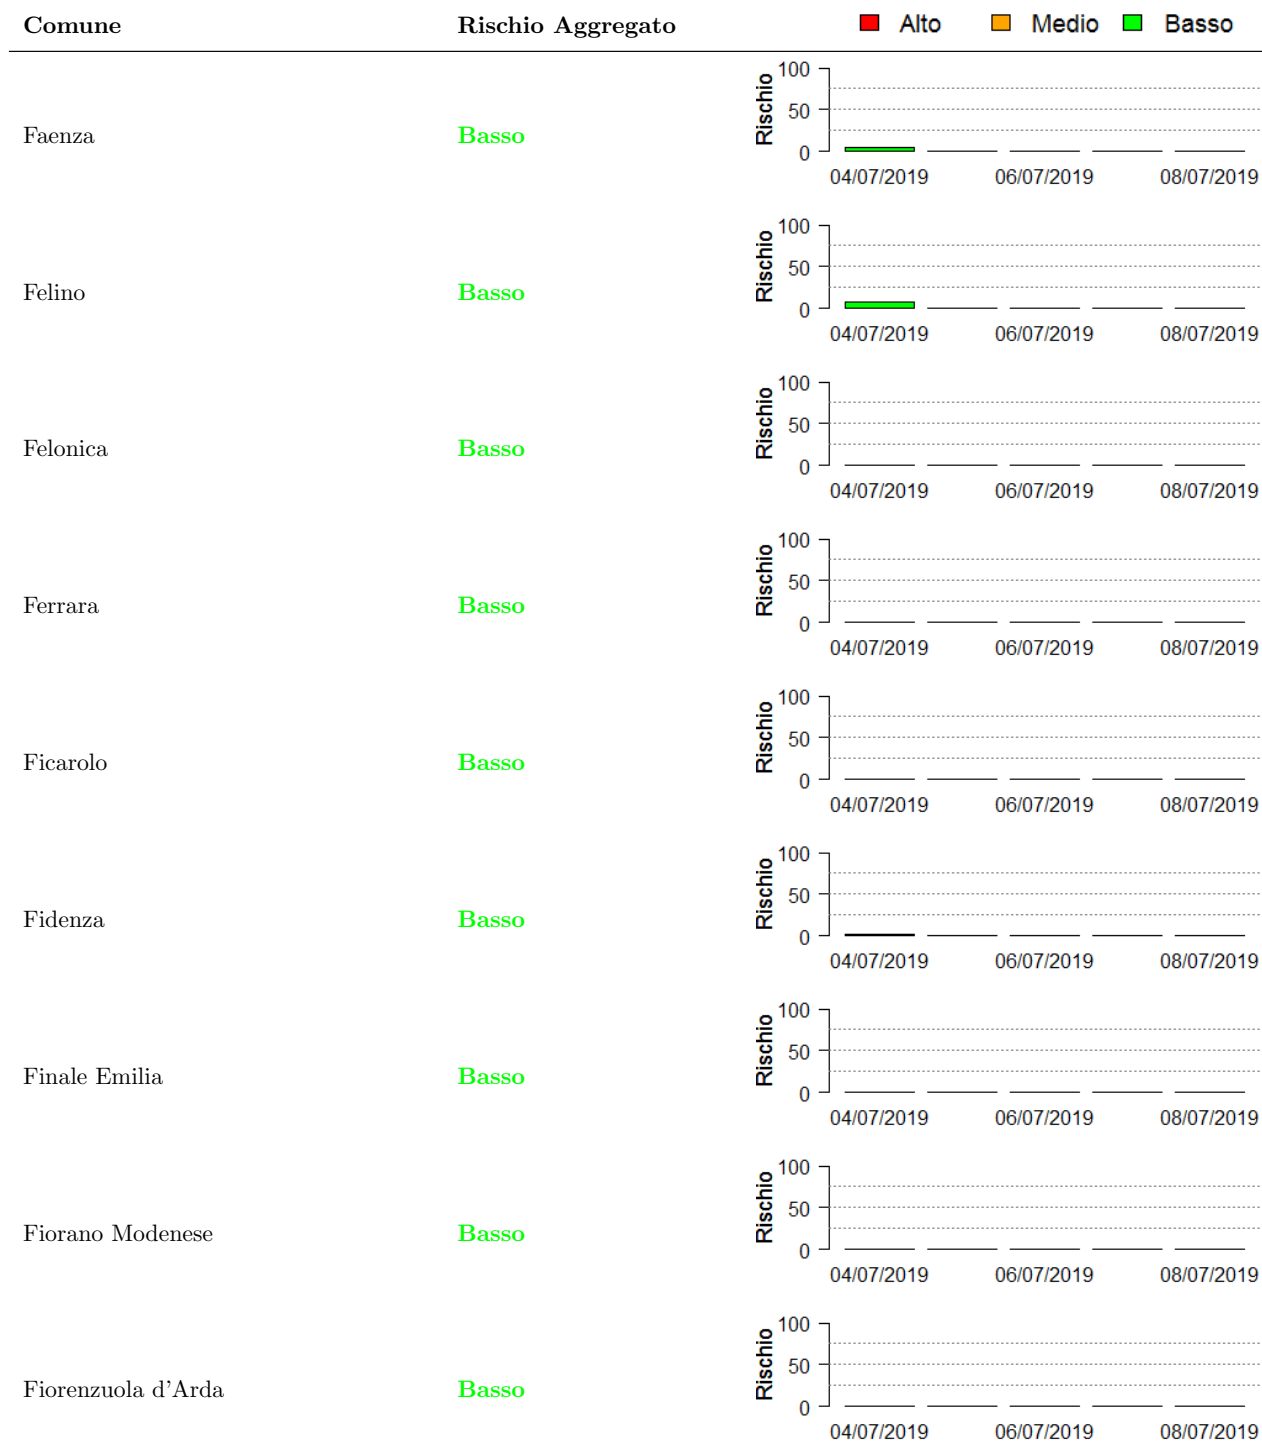 Comune Rischio Aggregato Alto Medio Basso
100
50
0
Rischio
Faenza Basso
04/07/2019 06/07/2019 08/07/2019
100
50
0
Rischio
Felino Basso
04/07/2019 06/07/2019 08/07/2019
100
50
0
Rischio
Felonica Basso
04/07/2019 06/07/2019 08/07/2019
100
50
0
Rischio
Ferrara Basso
04/07/2019 06/07/2019 08/07/2019
100
50
0
Rischio
Ficarolo Basso
04/07/2019 06/07/2019 08/07/2019
100
50
0
Rischio
Fidenza Basso
04/07/2019 06/07/2019 08/07/2019
100
50
0
Rischio
Finale Emilia Basso
04/07/2019 06/07/2019 08/07/2019
100
50
0
Rischio
Fiorano Modenese Basso
04/07/2019 06/07/2019 08/07/2019
100
50
0
Rischio
Fiorenzuola d'Arda Basso
04/07/2019 06/07/2019 08/07/2019